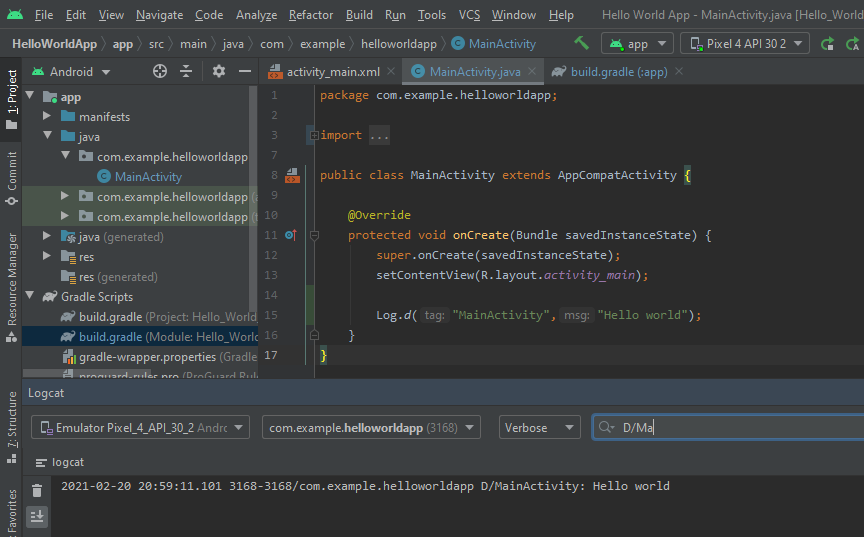 File Edit View Navigate Code Analyze Refactor Build Run Tools VCS Window Help Hello World App - MainActivity.java [Hello_World
HelloWorldApp app src main java com example helloworldapp MainActivity app Pixel 4 API 30 2
1: Project
Commit
Resource Manager
7: Structure
Favorites
Android
activity_main.xml MainActivity.java build.gradle (:app)
app
manifests
java
com.example.helloworldapp
MainActivity
com.example.helloworldapp (a
com.example.helloworldapp (t
java (generated)
res
res (generated)
Gradle Scripts
build.gradle (Project: Hello_World
build.gradle (Module: Hello_World
gradle-wrapper.properties (Gradle
proguard-rules.pro (ProGuard Rule
1 package com.example.helloworldapp;
2
3 import ...
7
8 public class MainActivity extends AppCompatActivity {
9
10 @Override
11 protected void onCreate(Bundle savedInstanceState) {
12 super.onCreate(savedInstanceState);
13 setContentView(R.layout.activity_main);
14
15 Log.d( tag: "MainActivity", msg: "Hello world");
16 }
17 }
Logcat
Emulator Pixel_4_API_30_2 Andrc com.example.helloworldapp (3168) Verbose D/Ma
logcat
2021-02-20 20:59:11.101 3168-3168/com.example.helloworldapp D/MainActivity: Hello world